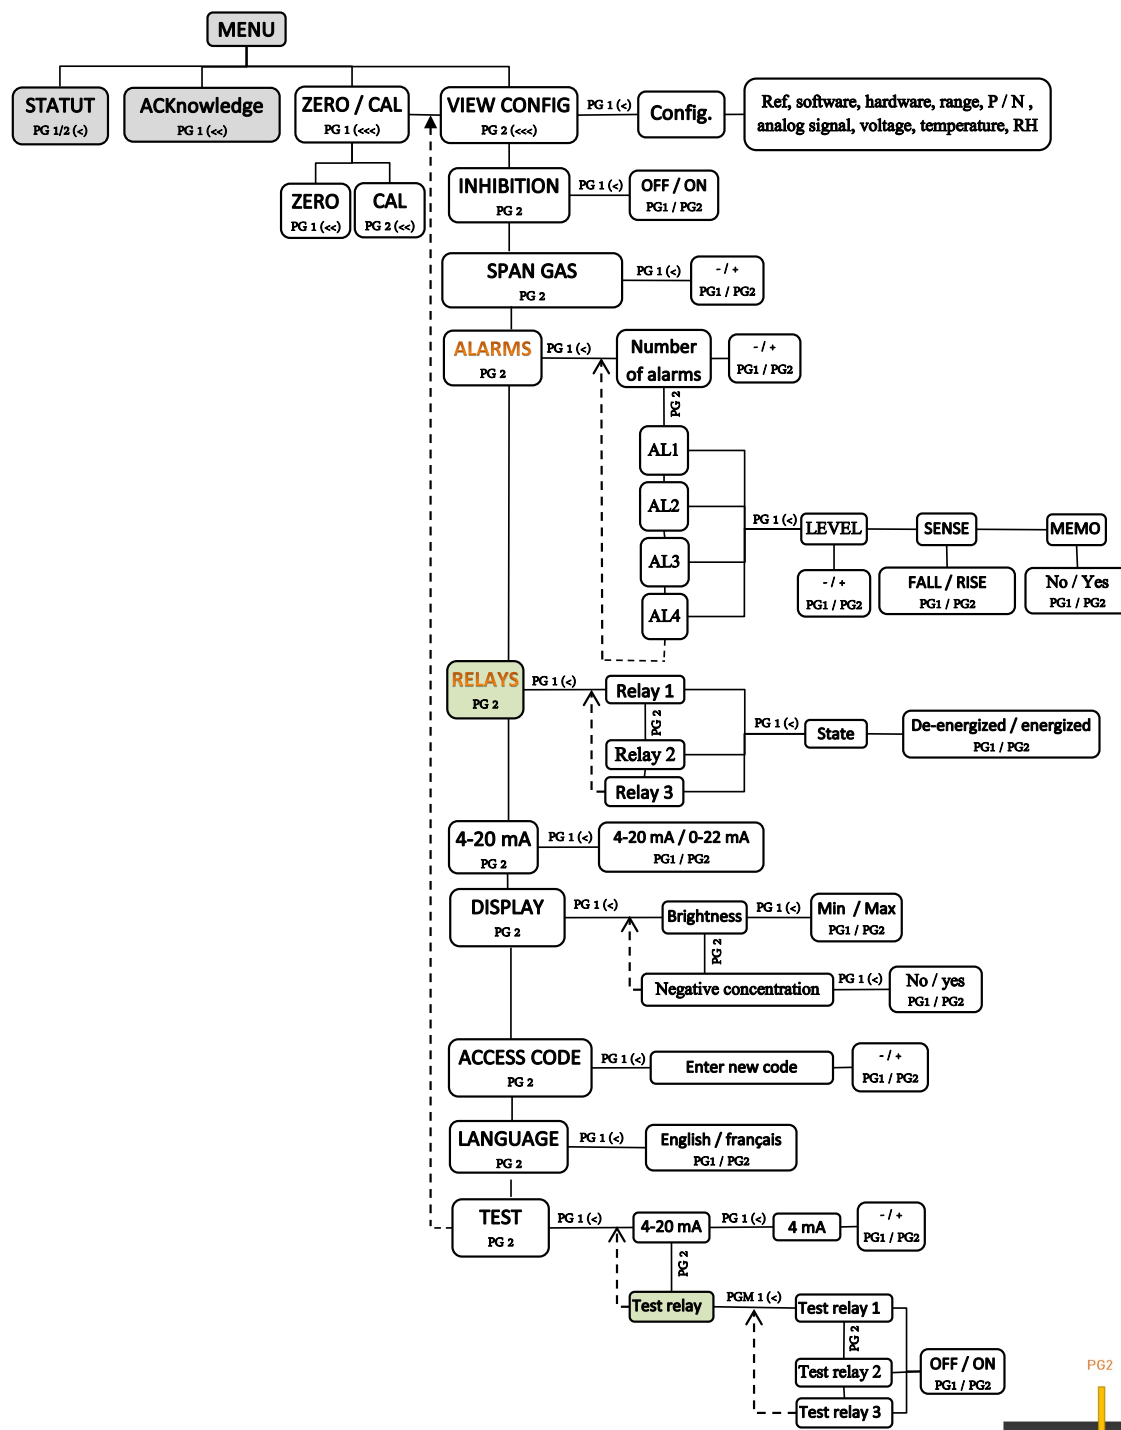 MENU
STATUT
PG 1/2 (<)
ACKnowledge
PG 1 (<<)
ZERO / CAL
PG 1 (<<<)
VIEW CONFIG
PG 2 (<<<)
PG 1 (<)
Config.
Ref, software, hardware, range, P / N ,
analog signal, voltage, temperature, RH
ZERO
PG 1 (<<)
CAL
PG 2 (<<)
INHIBITION
PG 2
PG 1 (<)
OFF / ON
PG1 / PG2
SPAN GAS
PG 2
PG 1 (<)
- / +
PG1 / PG2
ALARMS
PG 2
PG 1 (<)
Number
of alarms
- / +
PG1 / PG2
PG 2
AL1
AL2
AL3
AL4
PG 1 (<)
LEVEL
SENSE
MEMO
- / +
PG1 / PG2
FALL / RISE
PG1 / PG2
No / Yes
PG1 / PG2
RELAYS
PG 2
PG 1 (<)
Relay 1
PG 2
Relay 2
Relay 3
PG 1 (<)
State
De-energized / energized
PG1 / PG2
4-20 mA
PG 2
PG 1 (<)
4-20 mA / 0-22 mA
PG1 / PG2
DISPLAY
PG 2
PG 1 (<)
Brightness
PG 1 (<)
Min / Max
PG1 / PG2
PG 2
Negative concentration
PG 1 (<)
No / yes
PG1 / PG2
ACCESS CODE
PG 2
PG 1 (<)
Enter new code
- / +
PG1 / PG2
LANGUAGE
PG 2
PG 1 (<)
English / français
PG1 / PG2
TEST
PG 2
PG 1 (<)
4-20 mA
PG 1 (<)
4 mA
- / +
PG1 / PG2
PG 2
Test relay
PGM 1 (<)
Test relay 1
PG 2
Test relay 2
Test relay 3
OFF / ON
PG1 / PG2
PG2